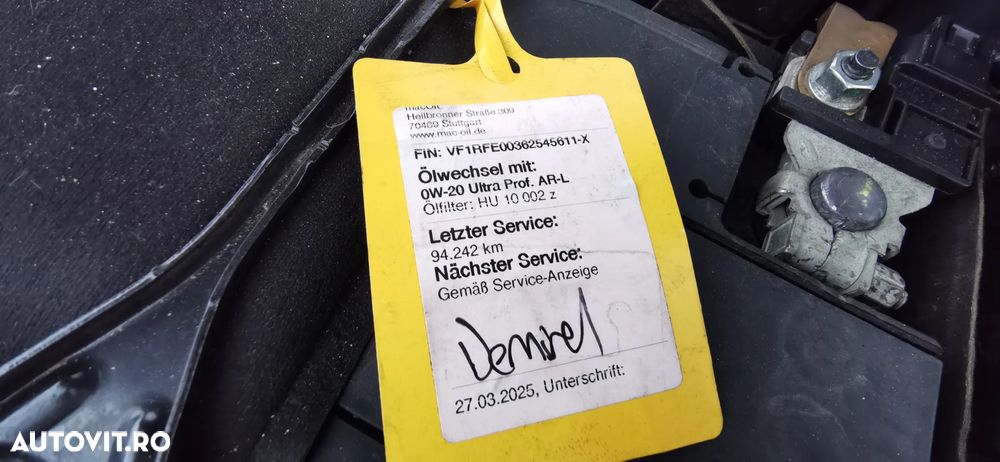 mac-OIL
Heilbronner Straße 309
70469 Stuttgart
www.mac-oil.de
FIN: VF1RFE00362545611-X
Ölwechsel mit:
0W-20 Ultra Prof. AR-L
Ölfilter: HU 10 002 z
Letzter Service:
94.242 km
Nächster Service:
Gemäß Service-Anzeige
Demirel
27.03.2025, Unterschrift:
AUTOVIT.RO